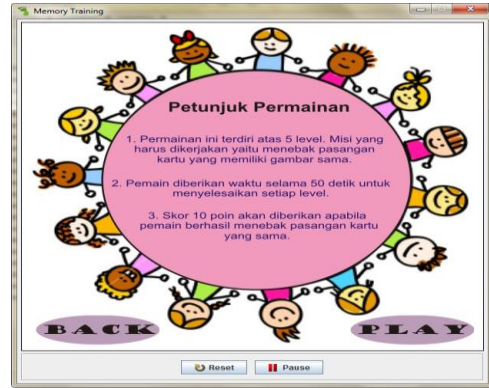 Memory Training
Petunjuk Permainan
1. Permainan ini terdiri atas 5 level. Misi yang
harus dikerjakan yaitu menebak pasangan
kartu yang memiliki gambar sama.
2. Pemain diberikan waktu selama 50 detik untuk
menyelesaikan setiap level.
3. Skor 10 poin akan diberikan apabila
pemain berhasil menebak pasangan kartu
yang sama.
BACK
PLAY
Reset
Pause